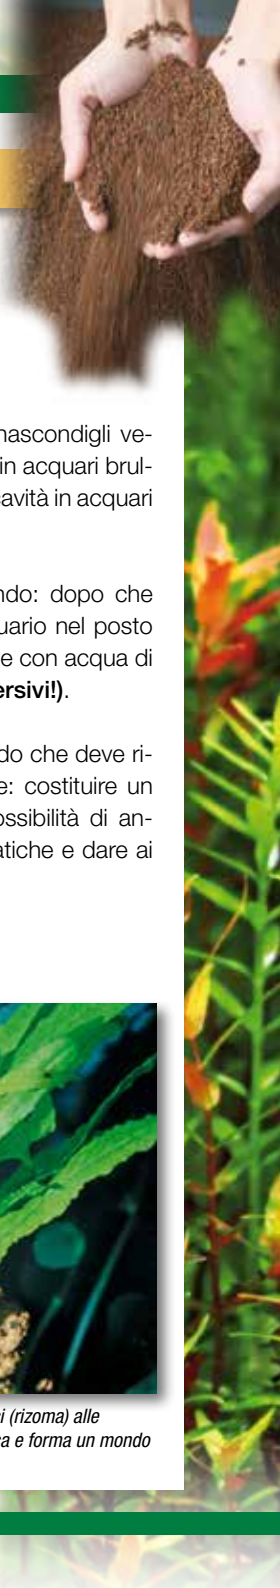 nascondigli ve-
in acquari brul-
cavità in acquari
ndo: dopo che
uario nel posto
e con acqua di
ersivi!).
do che deve ri-
e: costituire un
ossibilità di an-
atiche e dare ai
i (rizoma) alle
a e forma un mondo